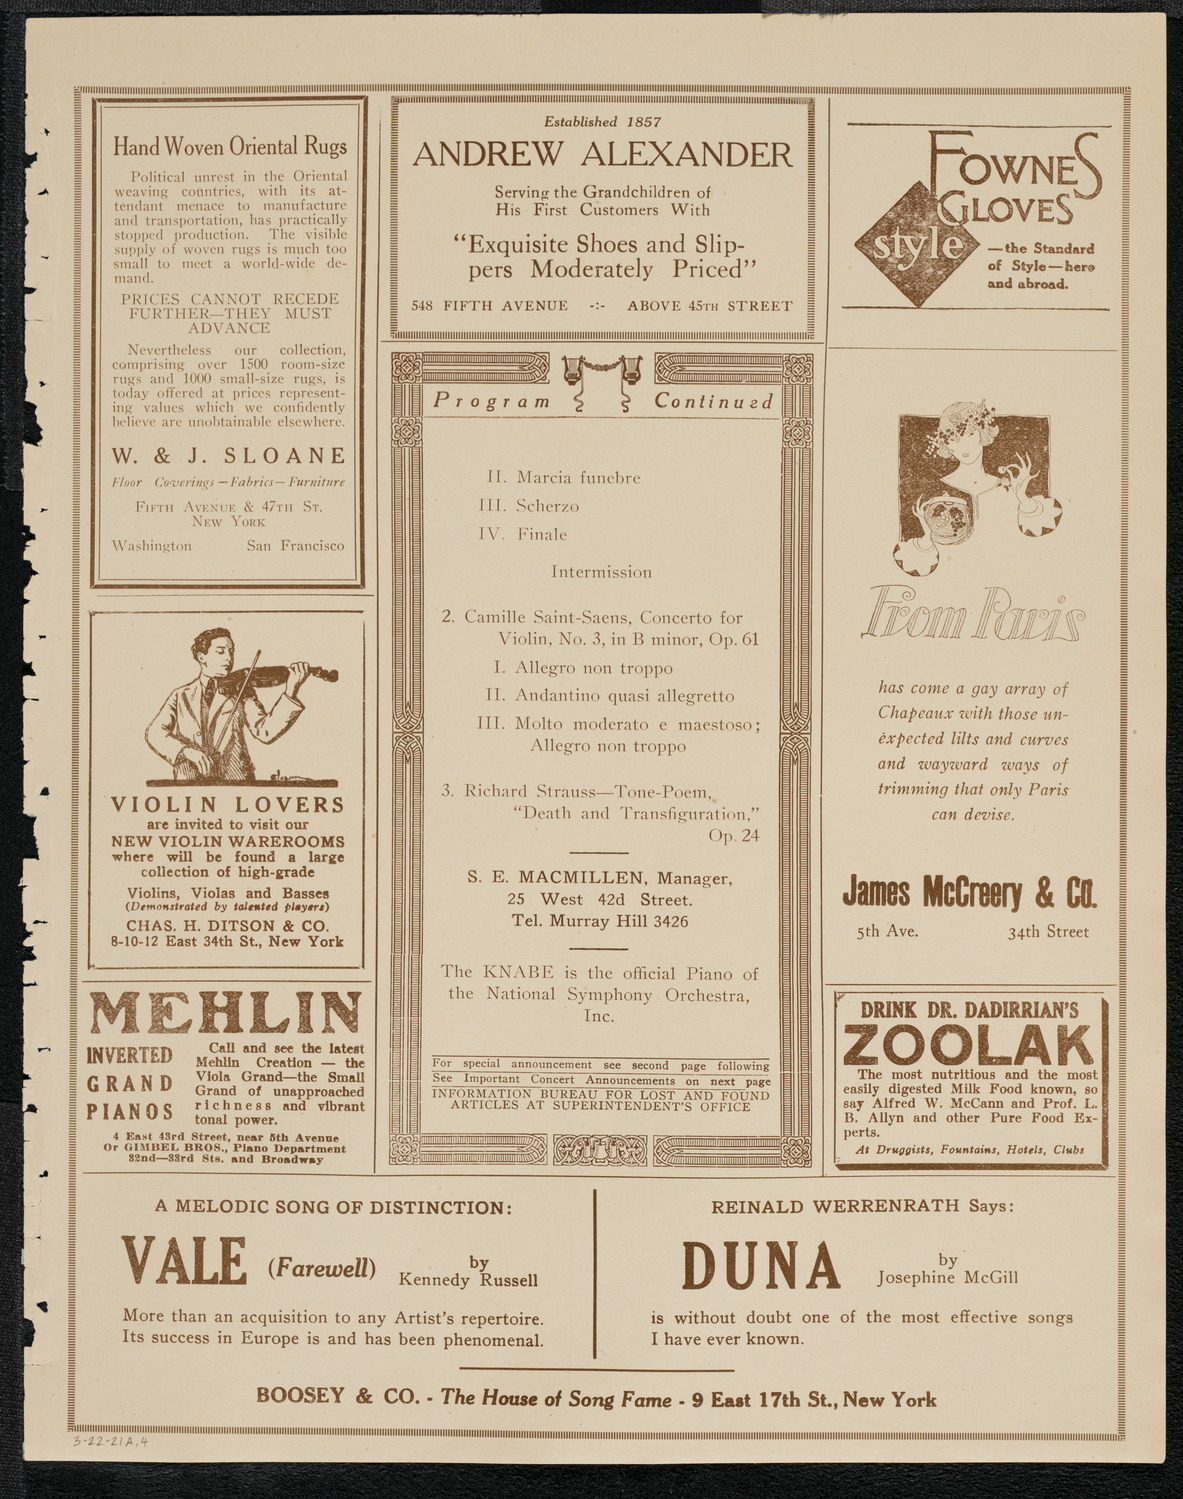 Hand Woven Oriental Rugs
Political unrest in the Oriental
weaving countries, with its at-
tendant menace to manufacture
and transportation, has practically
stopped production. The visible
supply of woven rugs is much too
small to meet a world-wide de-
mand.
PRICES CANNOT RECEDE
FURTHER—THEY MUST
ADVANCE
Nevertheless our collection,
comprising over 1500 room-size
rugs and 1000 small-size rugs, is
today offered at prices represent-
ing values which we confidently
believe are unobtainable elsewhere.
W. & J. SLOANE
Floor Coverings—Fabrics—Furniture
FIFTH AVENUE & 47TH ST.
NEW YORK
Washington San Francisco
VIOLIN LOVERS
are invited to visit our
NEW VIOLIN WAREROOMS
where will be found a large
collection of high-grade
Violins, Violas and Basses
(Demonstrated by talented players)
CHAS. H. DITSON & CO.
8-10-12 East 34th St., New York
MEHLIN
INVERTED
GRAND
PIANOS
Call and see the latest
Mehlin Creation — the
Viola Grand—the Small
Grand of unapproached
richness and vibrant
tonal power.
4 East 43rd Street, near 5th Avenue
Or GIMBEL BROS., Piano Department
32nd—33rd Sts. and Broadway
Established 1857
ANDREW ALEXANDER
Serving the Grandchildren of
His First Customers With
"Exquisite Shoes and Slip-
pers Moderately Priced"
548 FIFTH AVENUE -:- ABOVE 45TH STREET
Program Continued
II. Marcia funebre
III. Scherzo
IV. Finale
Intermission
2. Camille Saint-Saens, Concerto for
Violin, No. 3, in B minor, Op. 61
I. Allegro non troppo
II. Andantino quasi allegretto
III. Molto moderato e maestoso;
Allegro non troppo
3. Richard Strauss—Tone-Poem,
"Death and Transfiguration,"
Op. 24
S. E. MACMILLEN, Manager,
25 West 42d Street.
Tel. Murray Hill 3426
The KNABE is the official Piano of
the National Symphony Orchestra,
Inc.
For special announcement see second page following
See Important Concert Announcements on next page
INFORMATION BUREAU FOR LOST AND FOUND
ARTICLES AT SUPERINTENDENT'S OFFICE
FOWNES
GLOVES
style
—the Standard
of Style—here
and abroad.
From Paris
has come a gay array of
Chapeaux with those un-
expected lilts and curves
and wayward ways of
trimming that only Paris
can devise.
James McCreery & Co.
5th Ave. 34th Street
DRINK DR. DADIRRIAN'S
ZOOLAK
The most nutritious and the most
easily digested Milk Food known, so
say Alfred W. McCann and Prof. L.
B. Allyn and other Pure Food Ex-
perts.
At Druggists, Fountains, Hotels, Clubs
A MELODIC SONG OF DISTINCTION:
VALE (Farewell) by
Kennedy Russell
More than an acquisition to any Artist's repertoire.
Its success in Europe is and has been phenomenal.
REINALD WERRENRATH Says:
DUNA by
Josephine McGill
is without doubt one of the most effective songs
I have ever known.
BOOSEY & CO. - The House of Song Fame - 9 East 17th St., New York
3-22-21A.4